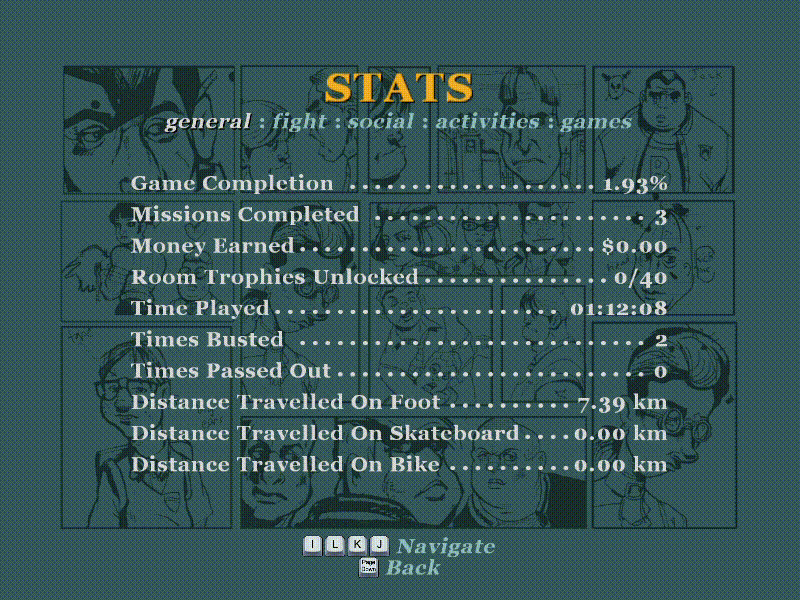 STATS
general : fight : social : activities : games
Game Completion .................... 1.93%
Missions Completed ...................... 3
Money Earned........................ $0.00
Room Trophies Unlocked............... 0/40
Time Played....................... 01:12:08
Times Busted ............................ 2
Times Passed Out......................... 0
Distance Travelled On Foot .......... 7.39 km
Distance Travelled On Skateboard....0.00 km
Distance Travelled On Bike ..........0.00 km
I L K J Navigate
Page Down Back